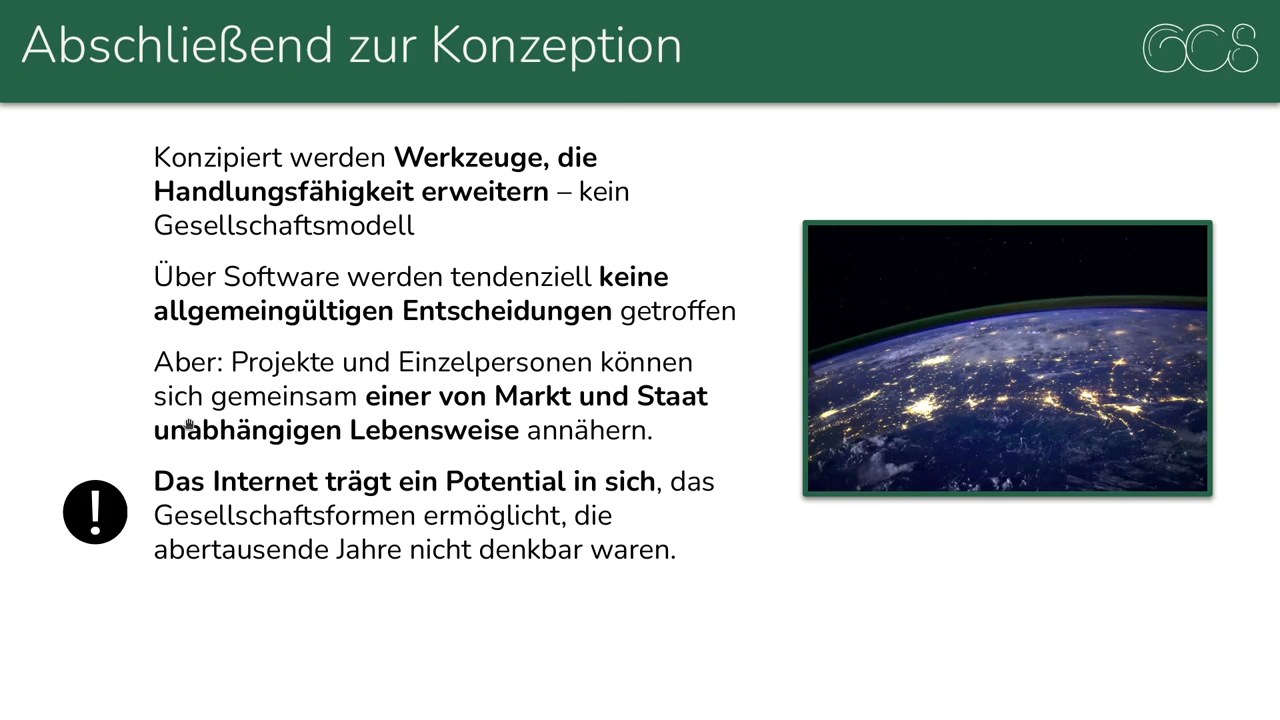 Abschließend zur Konzeption
GCS
Konzipiert werden Werkzeuge, die
Handlungsfähigkeit erweitern – kein
Gesellschaftsmodell
Über Software werden tendenziell keine
allgemeingültigen Entscheidungen getroffen
Aber: Projekte und Einzelpersonen können
sich gemeinsam einer von Markt und Staat
unabhängigen Lebensweise annähern.
Das Internet trägt ein Potential in sich, das
Gesellschaftsformen ermöglicht, die
abertausende Jahre nicht denkbar waren.